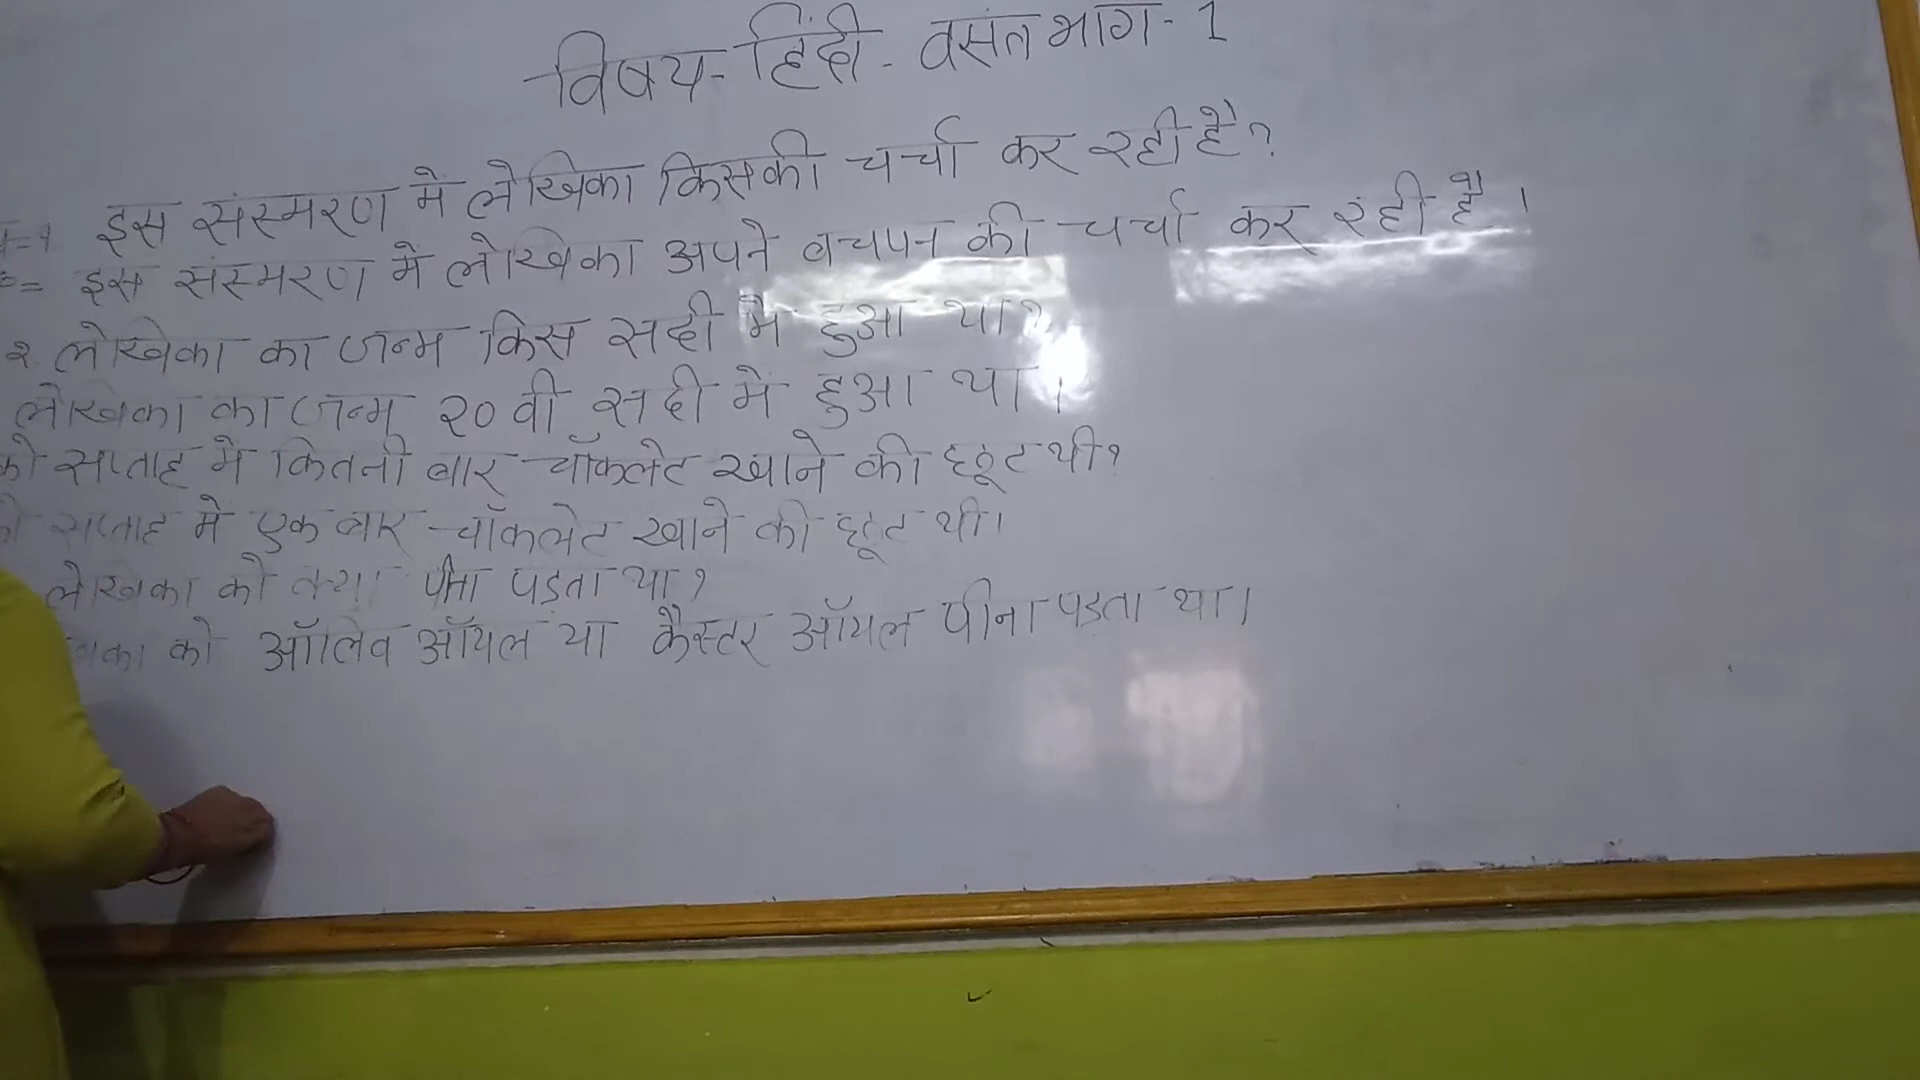 विषय - हिंदी - वसंत भाग - 1
इस संस्मरण में लेखिका किसकी चर्चा कर रही है?
इस संस्मरण में लेखिका अपने बचपन की चर्चा कर रही है।
२. लेखिका का जन्म किस सदी में हुआ था?
लेखिका का जन्म २० वी सदी में हुआ था।
को सप्ताह में कितनी बार चॉकलेट खाने की छूट थी?
सप्ताह में एक बार चॉकलेट खाने की छूट थी।
लेखिका को क्या पीना पड़ता था?
को ऑलिव ऑयल या कैस्टर ऑयल पीना पड़ता था।